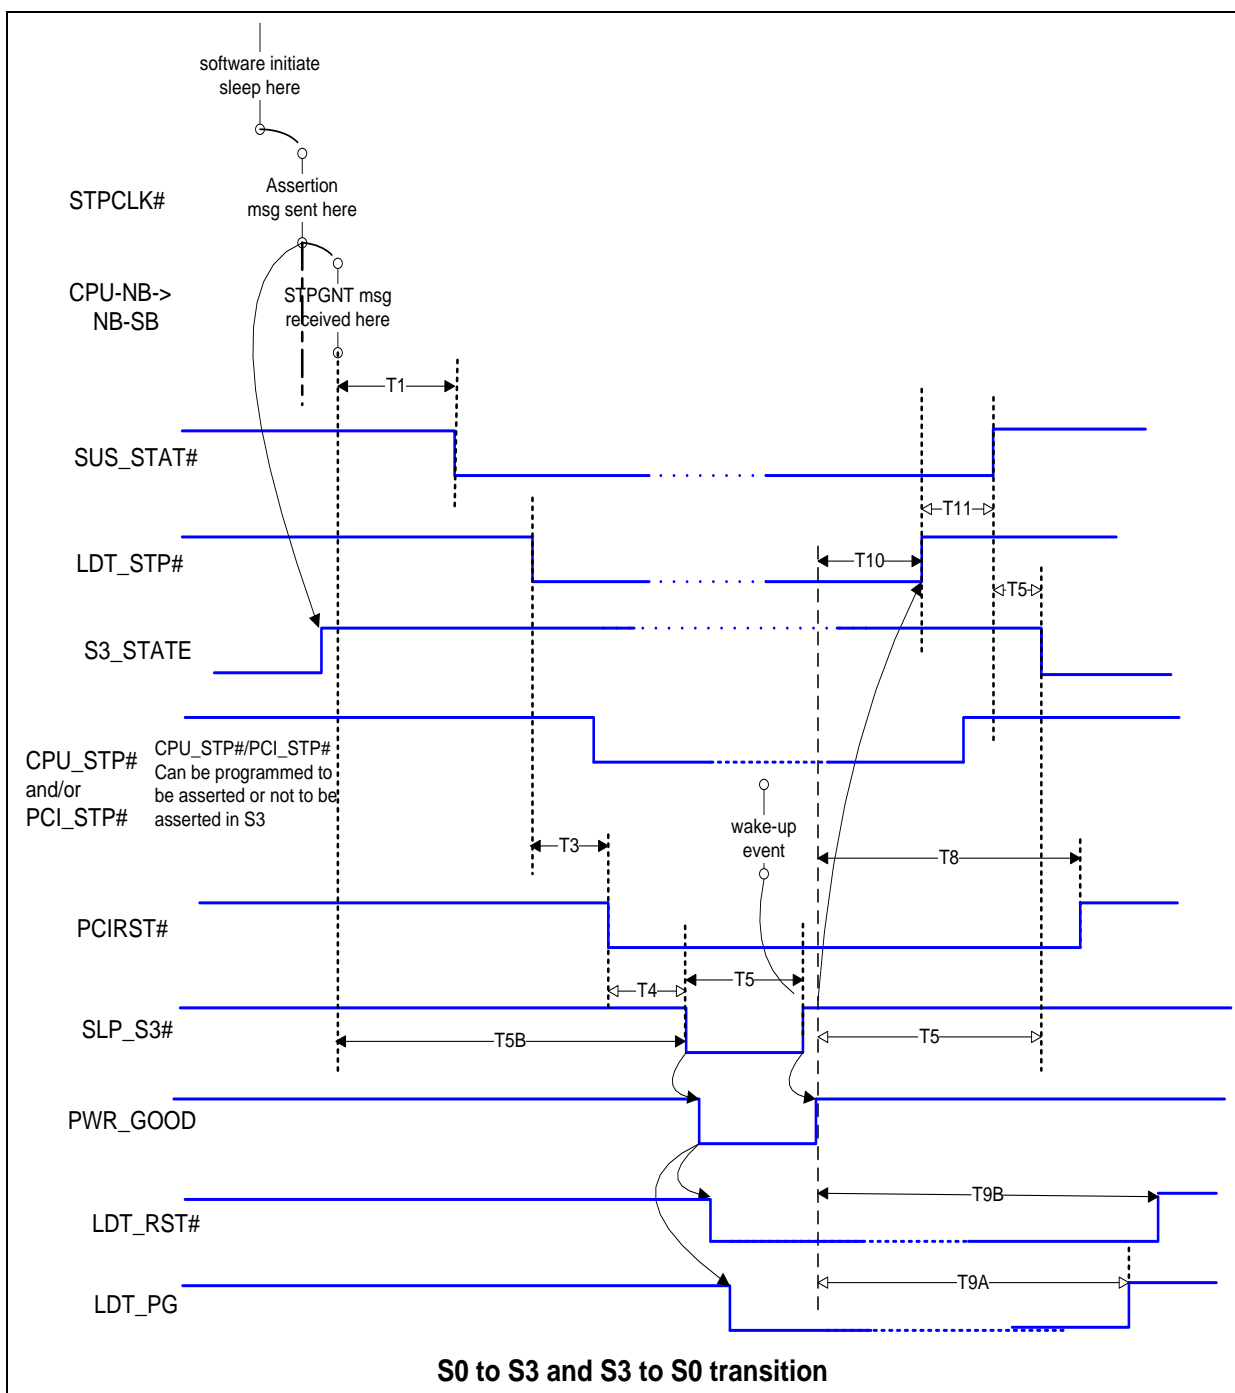 software initiate
sleep here
STPCLK#
Assertion
msg sent here
CPU-NB->
NB-SB
STPGNT msg
received here
T1
SUS_STAT#
T11
LDT_STP#
T10
T5
S3_STATE
CPU_STP#
and/or
PCI_STP#
CPU_STP#/PCI_STP#
Can be programmed to
be asserted or not to be
asserted in S3
wake-up
event
T3
T8
PCIRST#
T4
T5
SLP_S3#
T5B
T5
PWR_GOOD
T9B
LDT_RST#
T9A
LDT_PG
S0 to S3 and S3 to S0 transition